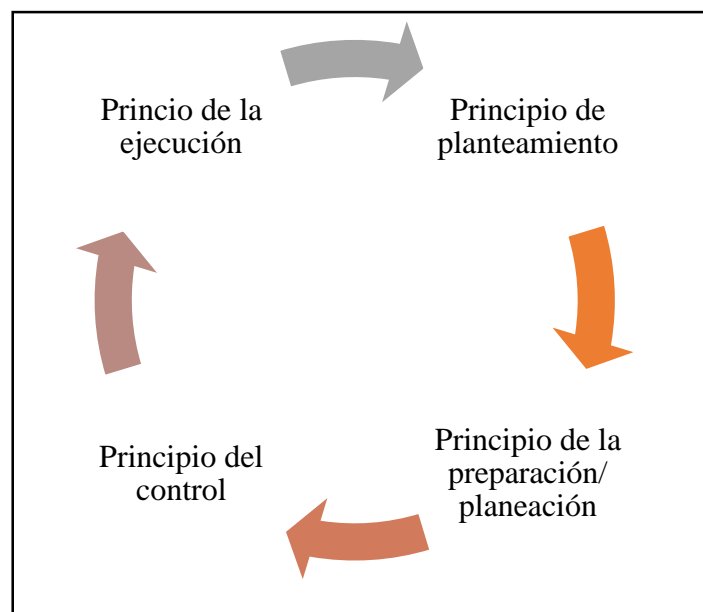 Princio de la
ejecución
Principio de
planteamiento
Principio de la
preparación/
planeación
Principio del
control